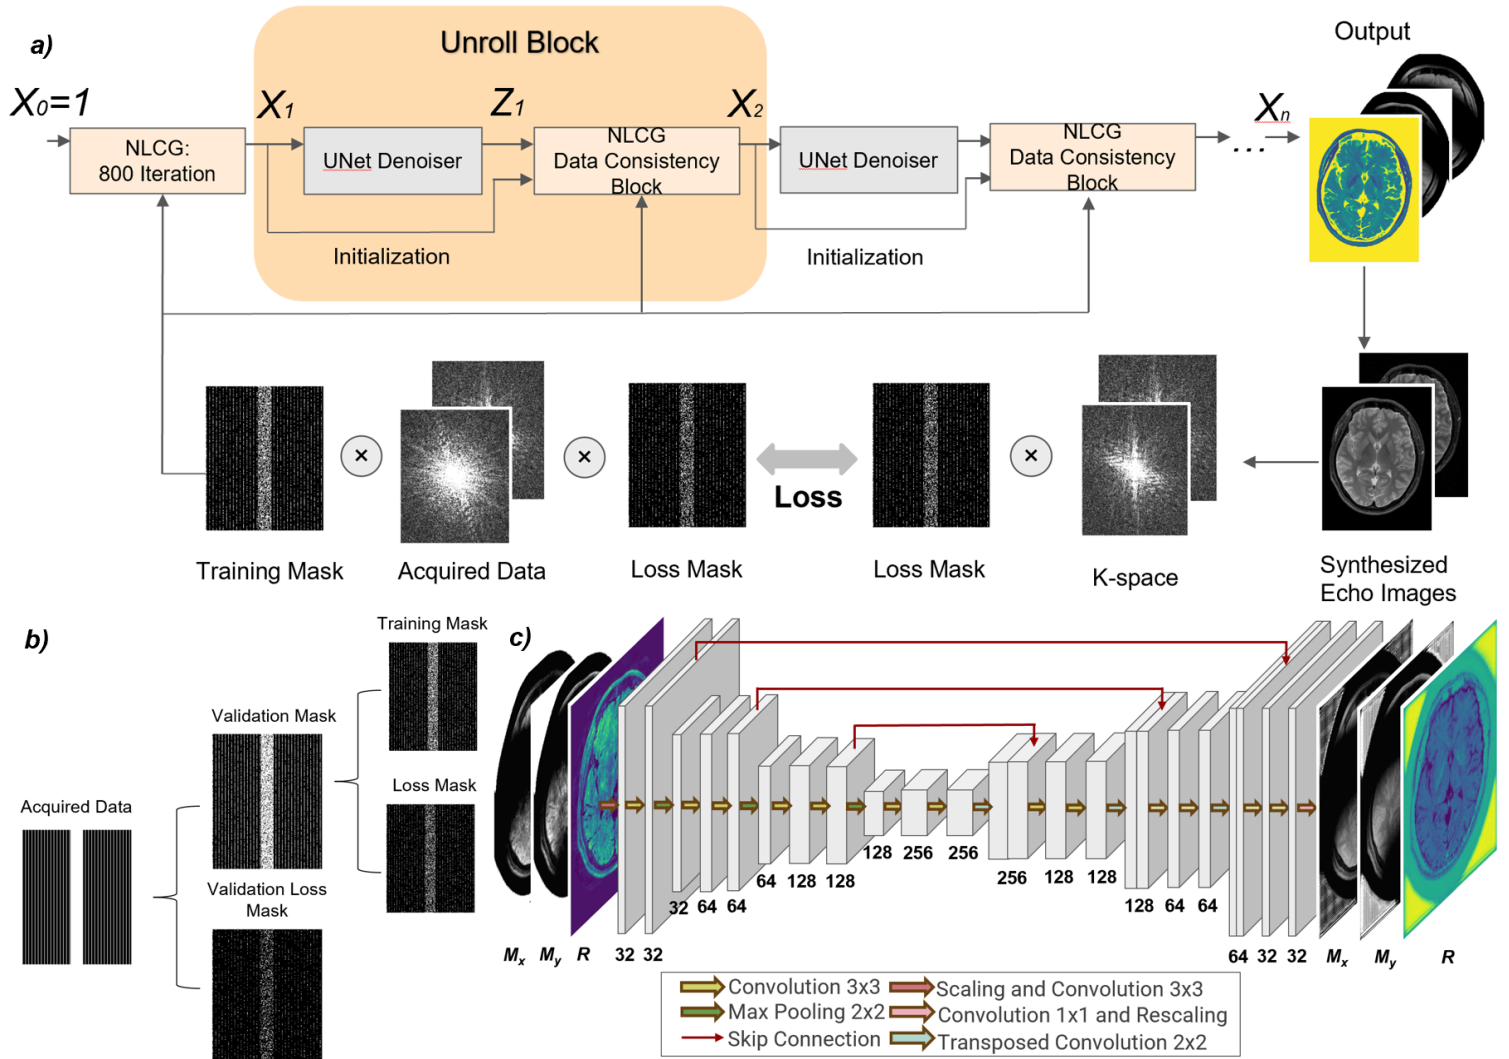 a)
Unroll Block
Output
X0=1
X1
Z1
X2
Xn
NLCG:
800 Iteration
UNet Denoiser
NLCG
Data Consistency
Block
UNet Denoiser
NLCG
Data Consistency
Block
...
Initialization
Initialization
×
×
Loss
×
Training Mask
Acquired Data
Loss Mask
Loss Mask
K-space
Synthesized
Echo Images
b)
Training Mask
Validation Mask
Loss Mask
Acquired Data
Validation Loss
Mask
c)
32
64
64
64
128
128
128
256
256
256
128
128
128
64
64
Mx
My
R
32
32
64
32
32
Mx
My
R
Convolution 3x3
Scaling and Convolution 3x3
Max Pooling 2x2
Convolution 1x1 and Rescaling
Skip Connection
Transposed Convolution 2x2